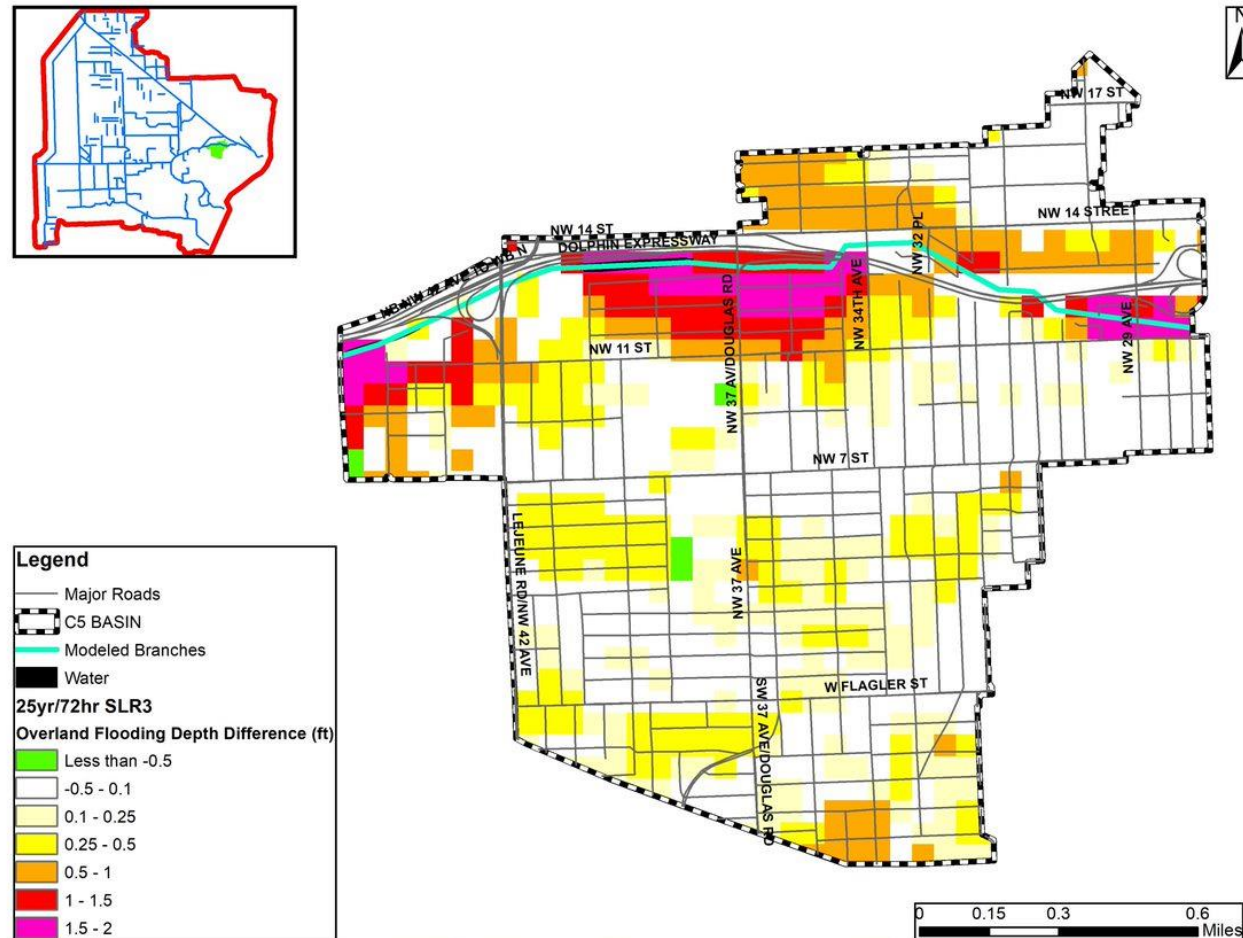 N
NW 17 ST
NW 14 STREET
NW 14 ST
DOLPHIN EXPRESSWAY
NW 32 PL
NW 34TH AVE
NW 37 AV/DOUGLAS RD
NW 29 AVE
NW 11 ST
NW 7 ST
LEJEUNE RD/NW 42 AVE
NW 37 AVE
W FLAGLER ST
SW 37 AVE/DOUGLAS RD
Legend
Major Roads
C5 BASIN
Modeled Branches
Water
25yr/72hr SLR3
Overland Flooding Depth Difference (ft)
Less than -0.5
-0.5 - 0.1
0.1 - 0.25
0.25 - 0.5
0.5 - 1
1 - 1.5
1.5 - 2
0 0.15 0.3 0.6
Miles